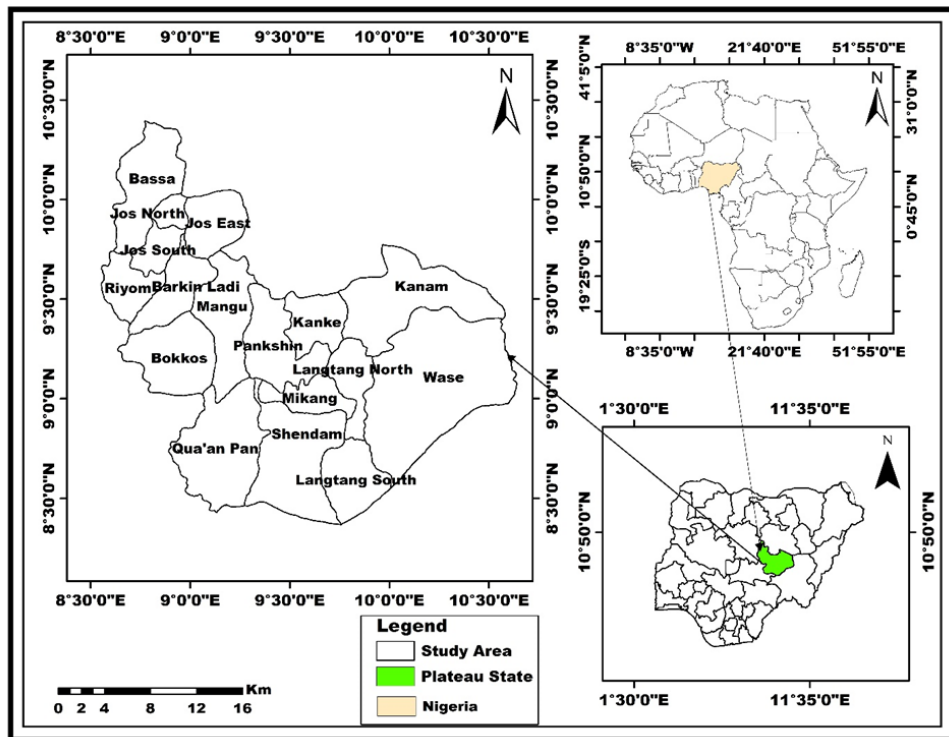 8°30'0"E 9°0'0"E 9°30'0"E 10°0'0"E 10°30'0"E
10°30'0"N
10°0'0"N
9°30'0"N
9°0'0"N
8°30'0"N
N
Bassa
Jos North
Jos East
Jos South
Riyom
Barkin Ladi
Mangu
Kanam
Kanke
Bokkos
Pankshin
Langtang North
Wase
Mikang
Shendam
Qua'an Pan
Langtang South
10°30'0"N
10°0'0"N
9°30'0"N
9°0'0"N
8°30'0"N
8°30'0"E 9°0'0"E 9°30'0"E 10°0'0"E 10°30'0"E
0 2 4 8 12 16 Km
Legend
Study Area
Plateau State
Nigeria
8°35'0"W 21°40'0"E 51°55'0"E
41°5'0"N
10°50'0"N
19°25'0"S
N
31°0'0"N
0°45'0"N
8°35'0"W 21°40'0"E 51°55'0"E
1°30'0"E 11°35'0"E
N
10°50'0"N
10°50'0"N
1°30'0"E 11°35'0"E